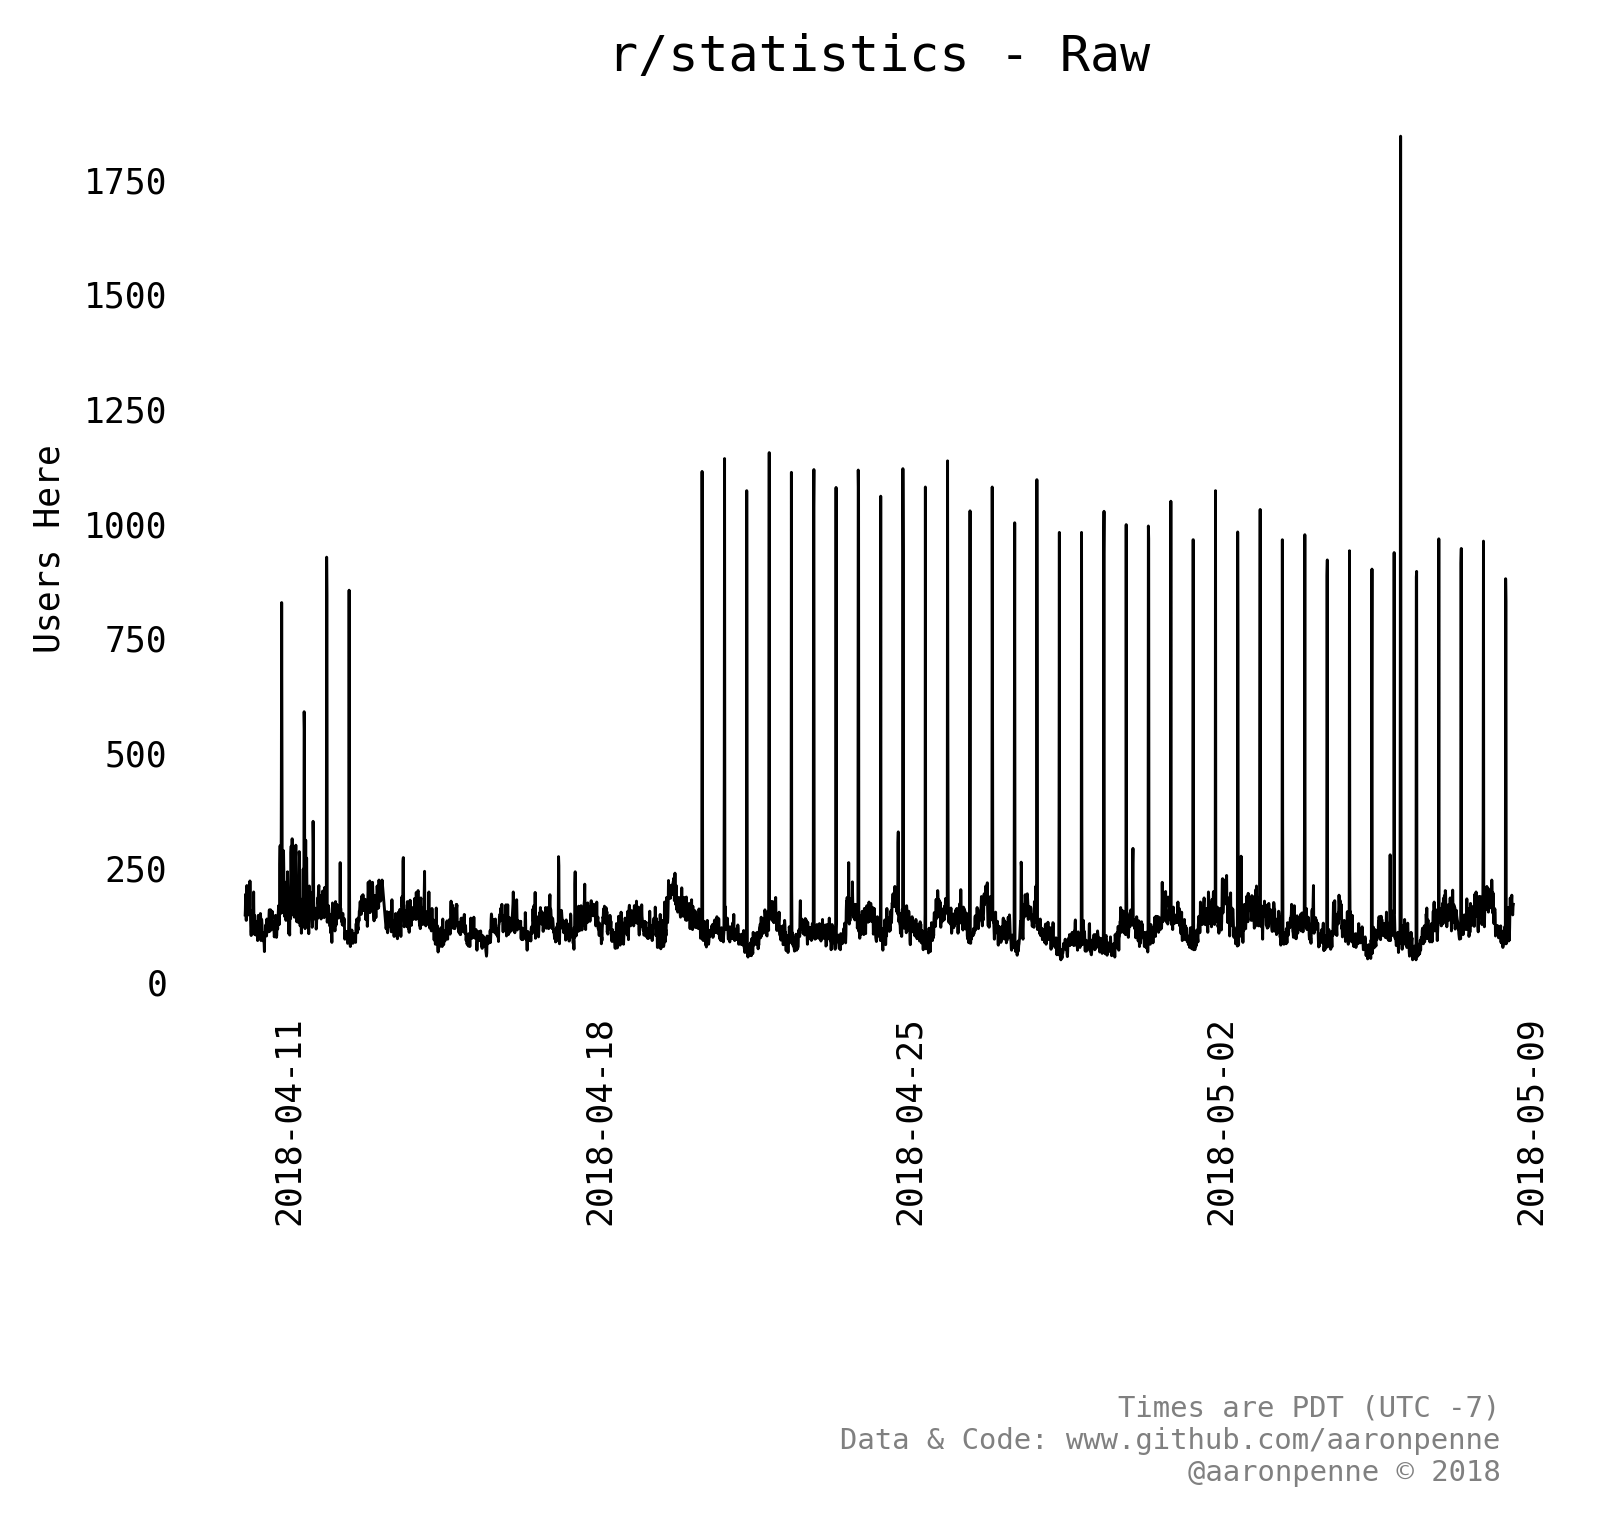 r/statistics - Raw
Users Here
1750
1500
1250
1000
750
500
250
0
2018-04-11
2018-04-18
2018-04-25
2018-05-02
2018-05-09
Times are PDT (UTC -7)
Data & Code: www.github.com/aaronpenne
@aaronpenne © 2018